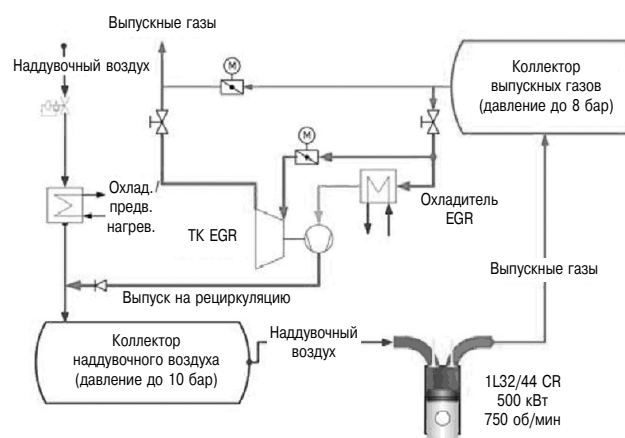 Выпускные газы
Наддувочный воздух
M
Коллектор
выпускных газов
(давление до 8 бар)
M
Охлад./
предв.
нагрев.
ТК EGR
Охладитель
EGR
Выпуск на рециркуляцию
Выпускные газы
Коллектор
наддувочного воздуха
(давление до 10 бар)
Наддувочный
воздух
1L32/44 CR
500 кВт
750 об/мин